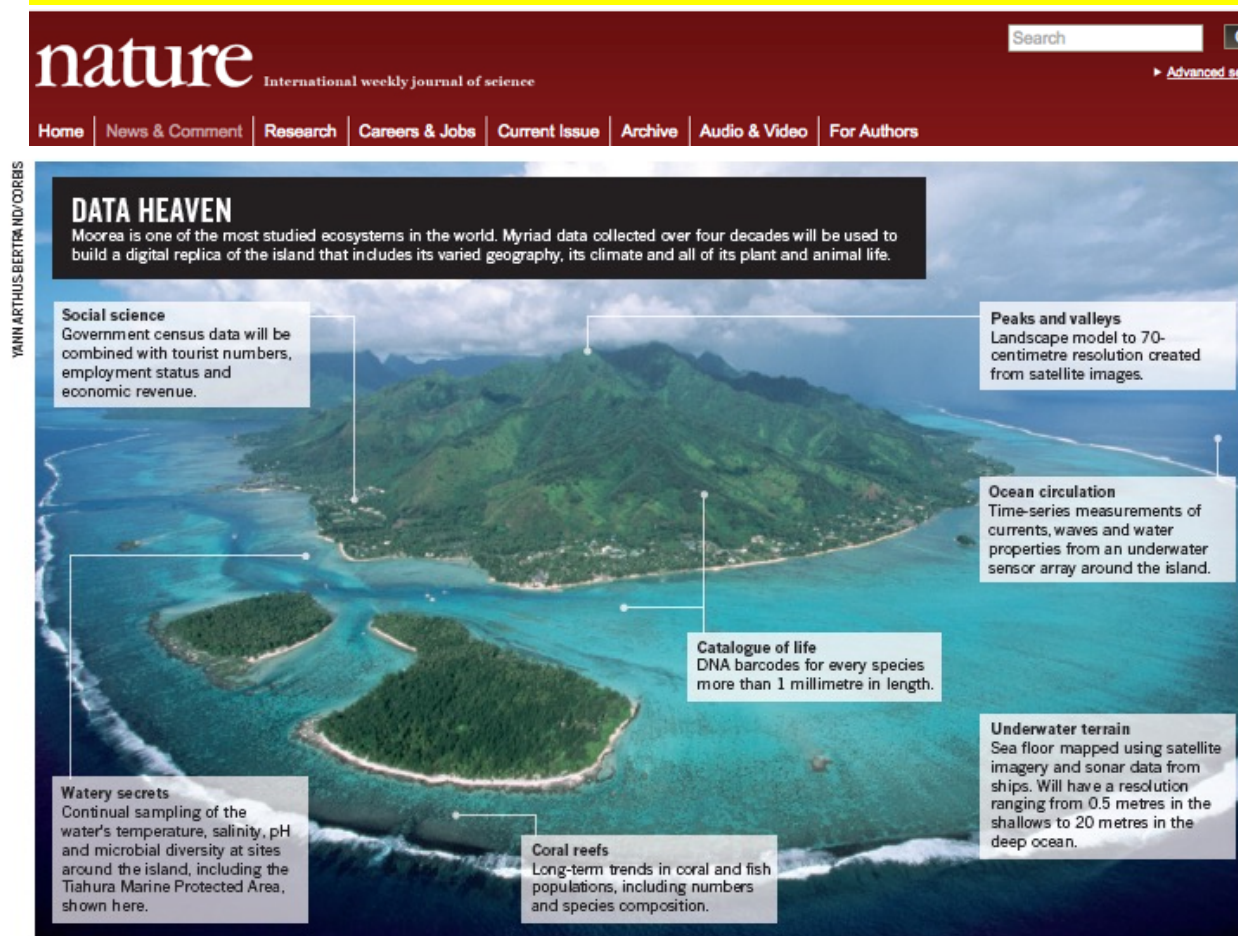 nature International weekly journal of science
Search
Advanced
Home
News & Comment
Research
Careers & Jobs
Current Issue
Archive
Audio & Video
For Authors
YANN ARTHUS-BERTRAND/CORBIS
DATA HEAVEN
Moorea is one of the most studied ecosystems in the world. Myriad data collected over four decades will be used to
build a digital replica of the island that includes its varied geography, its climate and all of its plant and animal life.
Social science
Government census data will be
combined with tourist numbers,
employment status and
economic revenue.
Peaks and valleys
Landscape model to 70-
centimetre resolution created
from satellite images.
Ocean circulation
Time-series measurements of
currents, waves and water
properties from an underwater
sensor array around the island.
Catalogue of life
DNA barcodes for every species
more than 1 millimetre in length.
Underwater terrain
Sea floor mapped using satellite
imagery and sonar data from
ships. Will have a resolution
ranging from 0.5 metres in the
shallows to 20 metres in the
deep ocean.
Watery secrets
Continual sampling of the
water's temperature, salinity, pH
and microbial diversity at sites
around the island, including the
Tiahura Marine Protected Area,
shown here.
Coral reefs
Long-term trends in coral and fish
populations, including numbers
and species composition.